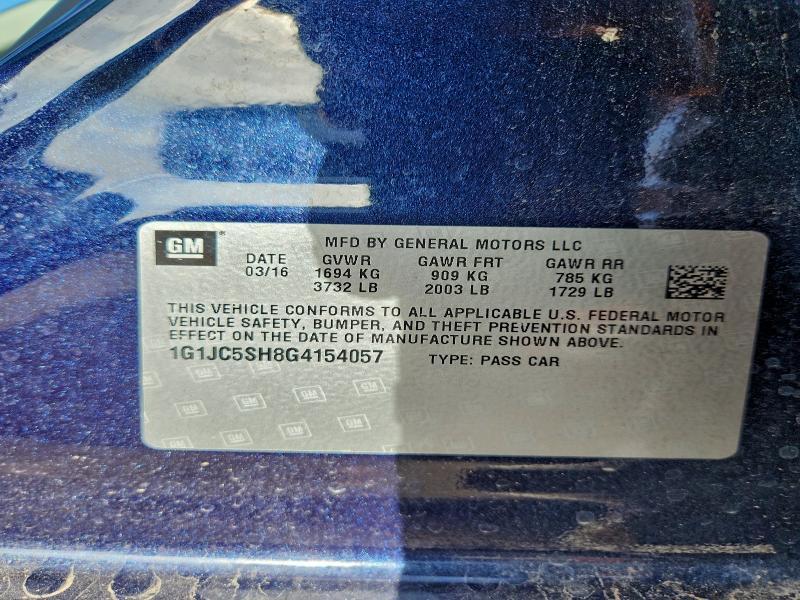 GM
MFD BY GENERAL MOTORS LLC
DATE GVWR GAWR FRT GAWR RR
03/16 1694 KG 909 KG 785 KG
3732 LB 2003 LB 1729 LB
THIS VEHICLE CONFORMS TO ALL APPLICABLE U.S. FEDERAL MOTOR
VEHICLE SAFETY, BUMPER, AND THEFT PREVENTION STANDARDS IN
EFFECT ON THE DATE OF MANUFACTURE SHOWN ABOVE.
1G1JC5SH8G4154057 TYPE: PASS CAR